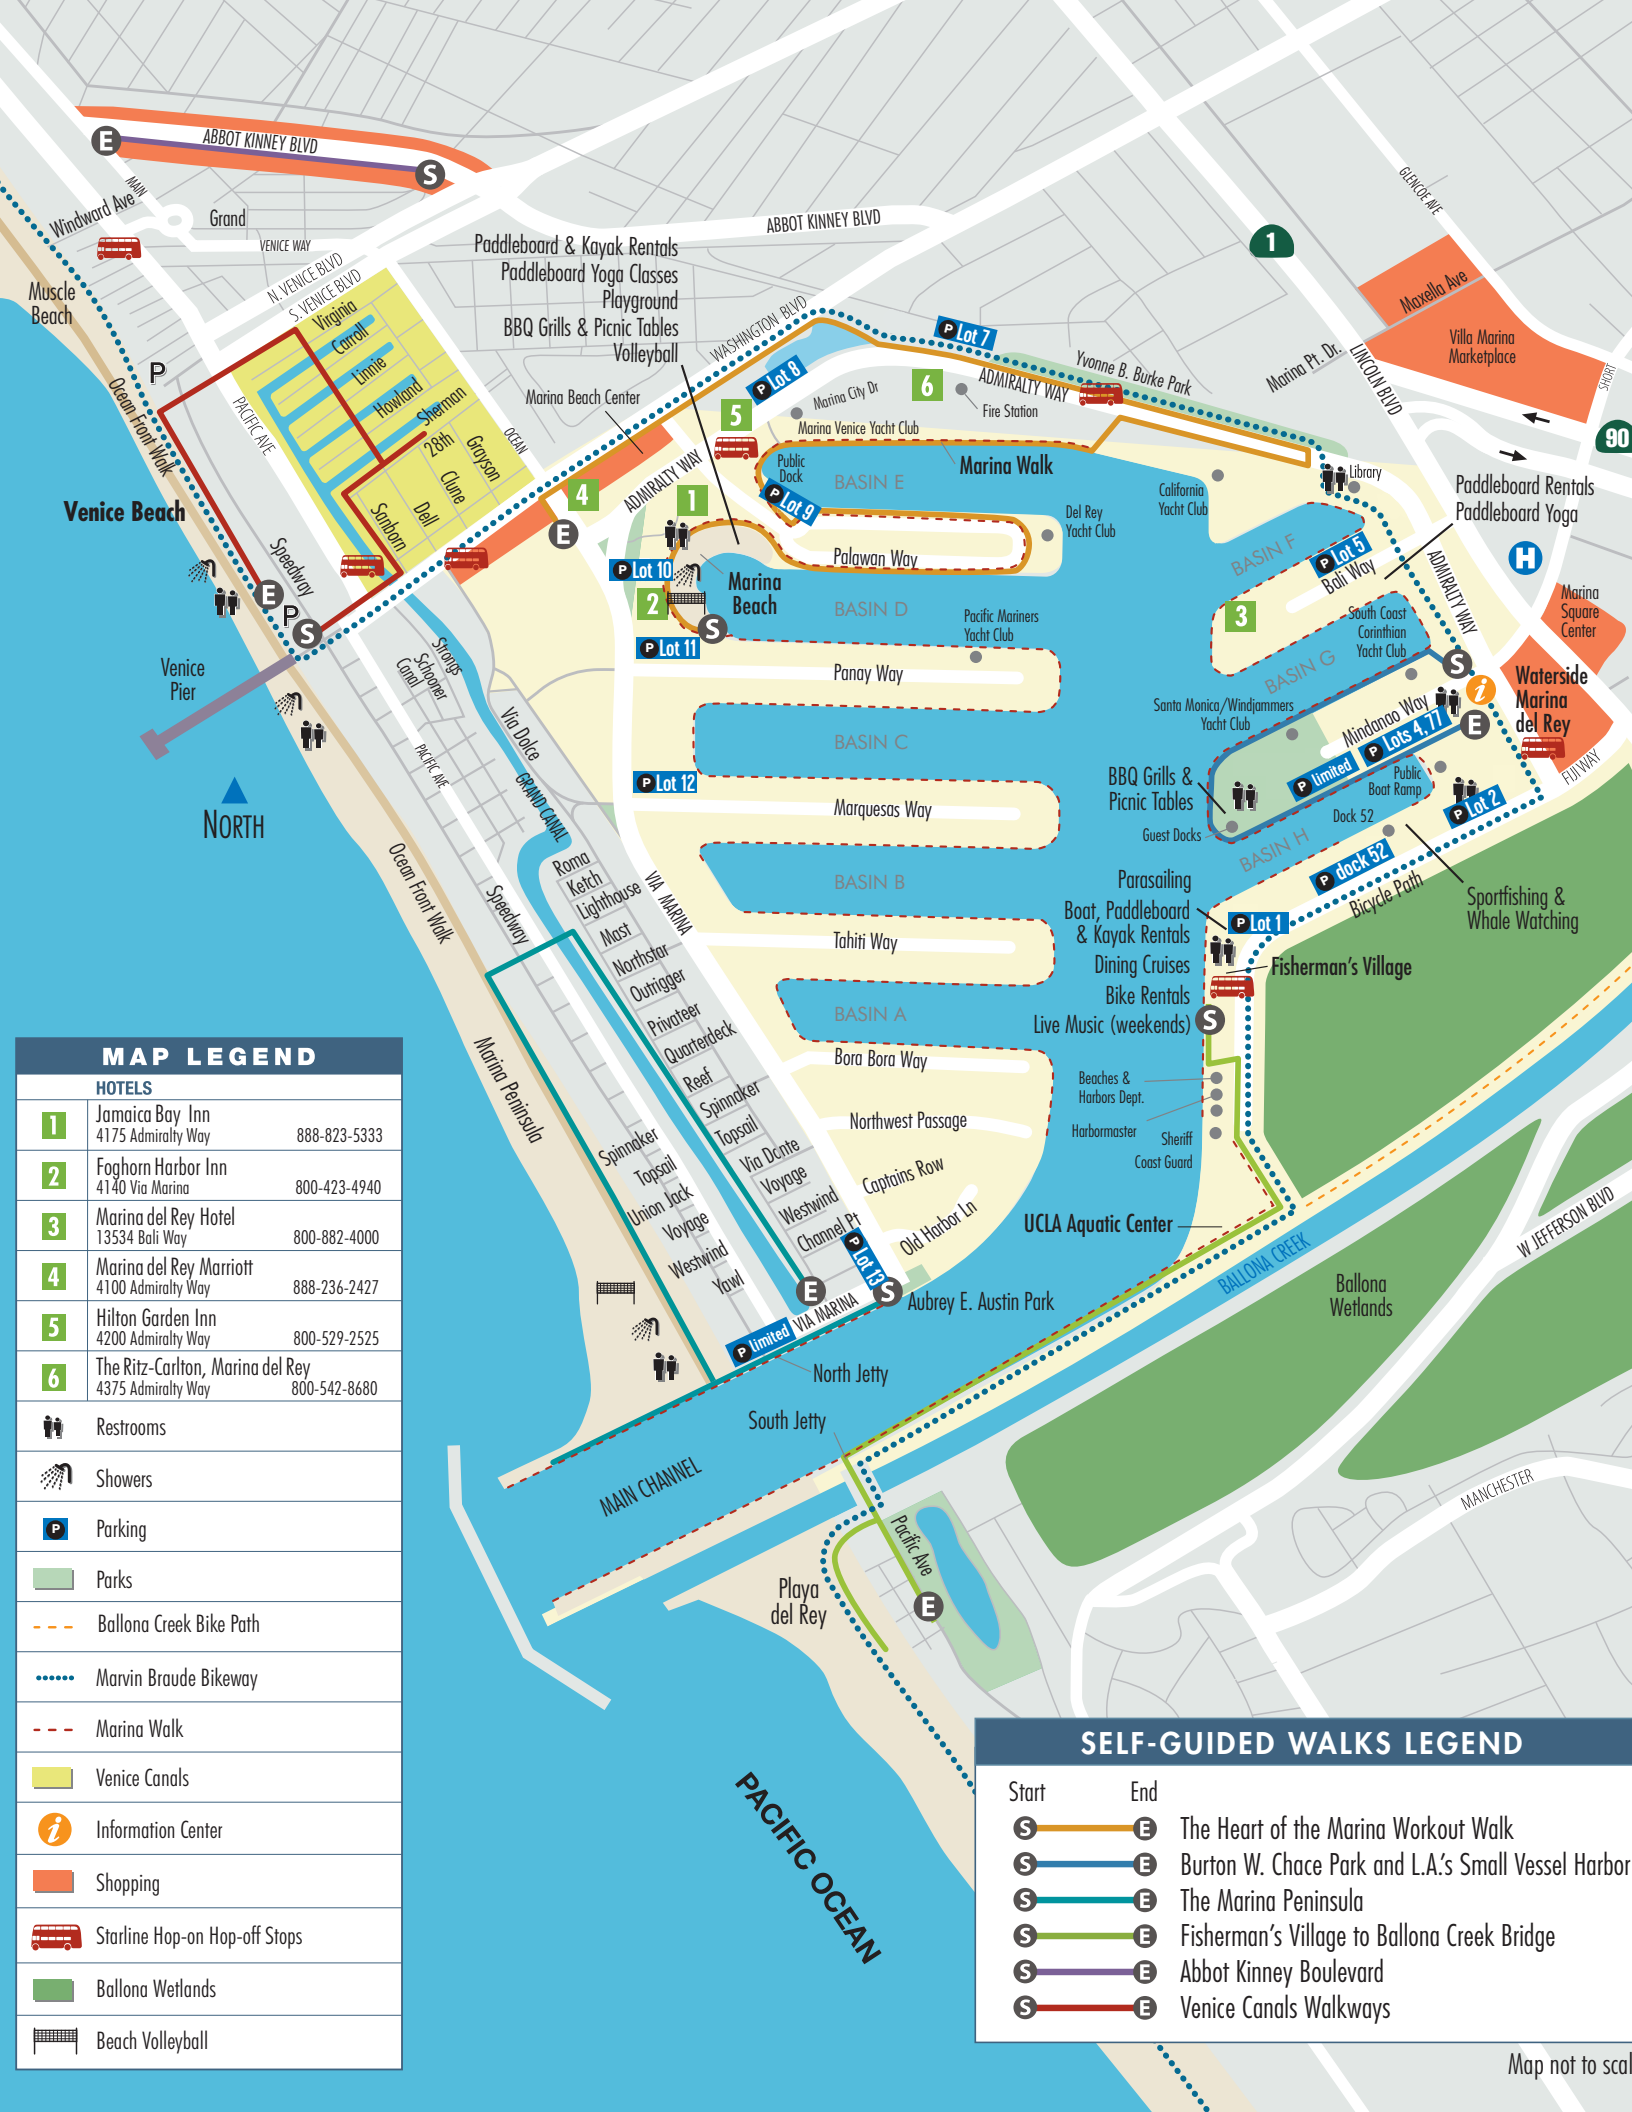 E
ABBOT KINNEY BLVD
S
MAIN
Windward Ave
Grand
VENICE WAY
ABBOT KINNEY BLVD
N. VENICE BLVD
S. VENICE BLVD
Muscle
Beach
Paddleboard & Kayak Rentals
Paddleboard Yoga Classes
Playground
BBQ Grills & Picnic Tables
Volleyball
WASHINGTON BLVD
GLENCOE AVE
1
Maxella Ave
Villa Marina
Marketplace
SHORT
90
Marina Pt. Dr.
LINCOLN BLVD
P Lot 7
Yvonne B. Burke Park
6
ADMIRALTY WAY
Fire Station
P Lot 8
Marina City Dr
5
Marina Venice Yacht Club
Marina Beach Center
Virginia
Carroll
Linnie
Howland
Sherman
28th
Grayson
Clune
Dell
Sanborn
OCEAN
PACIFIC AVE
P
Ocean Front Walk
Venice Beach
Speedway
E
P
S
Venice
Pier
4
E
ADMIRALTY WAY
1
Public
Dock
BASIN E
Marina Walk
P Lot 9
Palawan Way
Del Rey
Yacht Club
California
Yacht Club
Library
Paddleboard Rentals
Paddleboard Yoga
H
BASIN F
P Lot 5
Bali Way
ADMIRALTY WAY
3
P Lot 10
2
Marina
Beach
S
P Lot 11
BASIN D
Pacific Mariners
Yacht Club
Panay Way
BASIN C
P Lot 12
Marquesas Way
BASIN B
Tahiti Way
BASIN A
Bora Bora Way
Northwest Passage
Captains Row
Old Harbor Ln
South Coast
Corinthian
Yacht Club
BASIN G
S
i
Santa Monica/Windjammers
Yacht Club
Mindanao Way
P limited
P Lots 4, 77
E
Marina
Square
Center
Waterside
Marina
del Rey
FIJI WAY
BBQ Grills &
Picnic Tables
Guest Docks
Public
Boat Ramp
Dock 52
P Lot 2
BASIN H
P dock 52
Bicycle Path
Sportfishing &
Whale Watching
Parasailing
Boat, Paddleboard
& Kayak Rentals
Dining Cruises
Bike Rentals
Live Music (weekends)
P Lot 1
Fisherman's Village
S
Beaches &
Harbors Dept.
Harbormaster
Sheriff
Coast Guard
UCLA Aquatic Center
BALLONA CREEK
Ballona
Wetlands
W JEFFERSON BLVD
MANCHESTER
NORTH
Strongs
Schooner
Canal
Via Dolce
GRAND CANAL
PACIFIC AVE
VIA MARINA
Ocean Front Walk
Speedway
Roma
Ketch
Lighthouse
Mast
Northstar
Outrigger
Privateer
Quarterdeck
Reef
Spinnaker
Topsail
Via Donte
Voyage
Westwind
Channel Pt
Marina Peninsula
Spinnaker
Topsail
Union Jack
Voyage
Westwind
Yawl
P Lot 13
E
S
VIA MARINA
P limited
Aubrey E. Austin Park
North Jetty
South Jetty
MAIN CHANNEL
Pacific Ave
E
Playa
del Rey
PACIFIC OCEAN
MAP LEGEND
HOTELS
1 Jamaica Bay Inn
4175 Admiralty Way 888-823-5333
2 Foghorn Harbor Inn
4140 Via Marina 800-423-4940
3 Marina del Rey Hotel
13534 Bali Way 800-882-4000
4 Marina del Rey Marriott
4100 Admiralty Way 888-236-2427
5 Hilton Garden Inn
4200 Admiralty Way 800-529-2525
6 The Ritz-Carlton, Marina del Rey
4375 Admiralty Way 800-542-8680
Restrooms
Showers
P Parking
Parks
Ballona Creek Bike Path
Marvin Braude Bikeway
Marina Walk
Venice Canals
i Information Center
Shopping
Starline Hop-on Hop-off Stops
Ballona Wetlands
Beach Volleyball
SELF-GUIDED WALKS LEGEND
Start End
S E The Heart of the Marina Workout Walk
S E Burton W. Chace Park and L.A.'s Small Vessel Harbor
S E The Marina Peninsula
S E Fisherman's Village to Ballona Creek Bridge
S E Abbot Kinney Boulevard
S E Venice Canals Walkways
Map not to scal